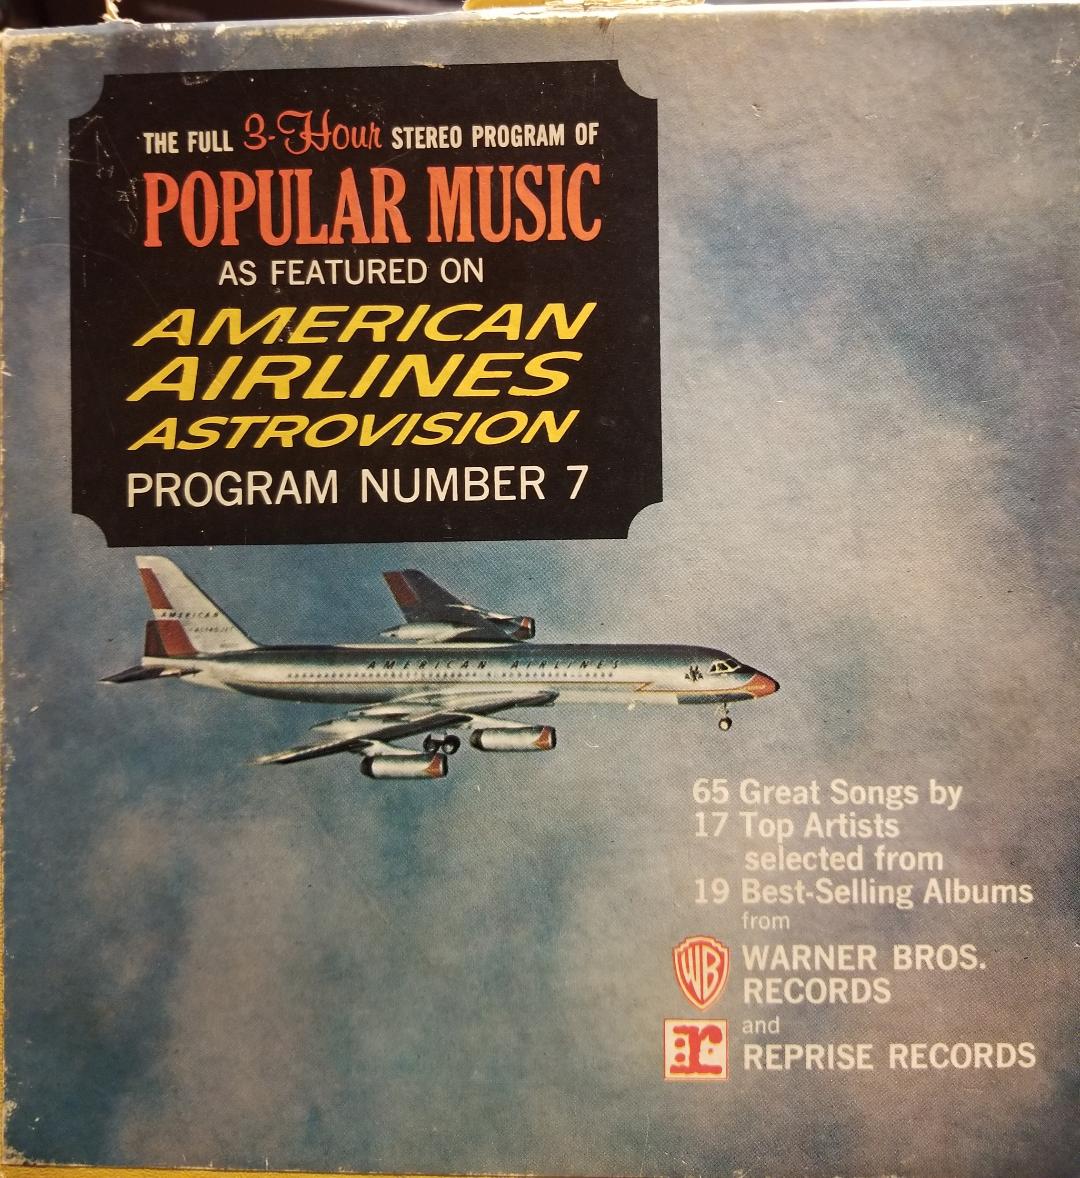 THE FULL 3-Hour STEREO PROGRAM OF
POPULAR MUSIC
AS FEATURED ON
AMERICAN
AIRLINES
ASTROVISION
PROGRAM NUMBER 7
AMERICAN
ASTROJET
AMERICAN AIRLINES
65 Great Songs by
17 Top Artists
selected from
19 Best-Selling Albums
from
WB
WARNER BROS.
RECORDS
and
r:
REPRISE RECORDS